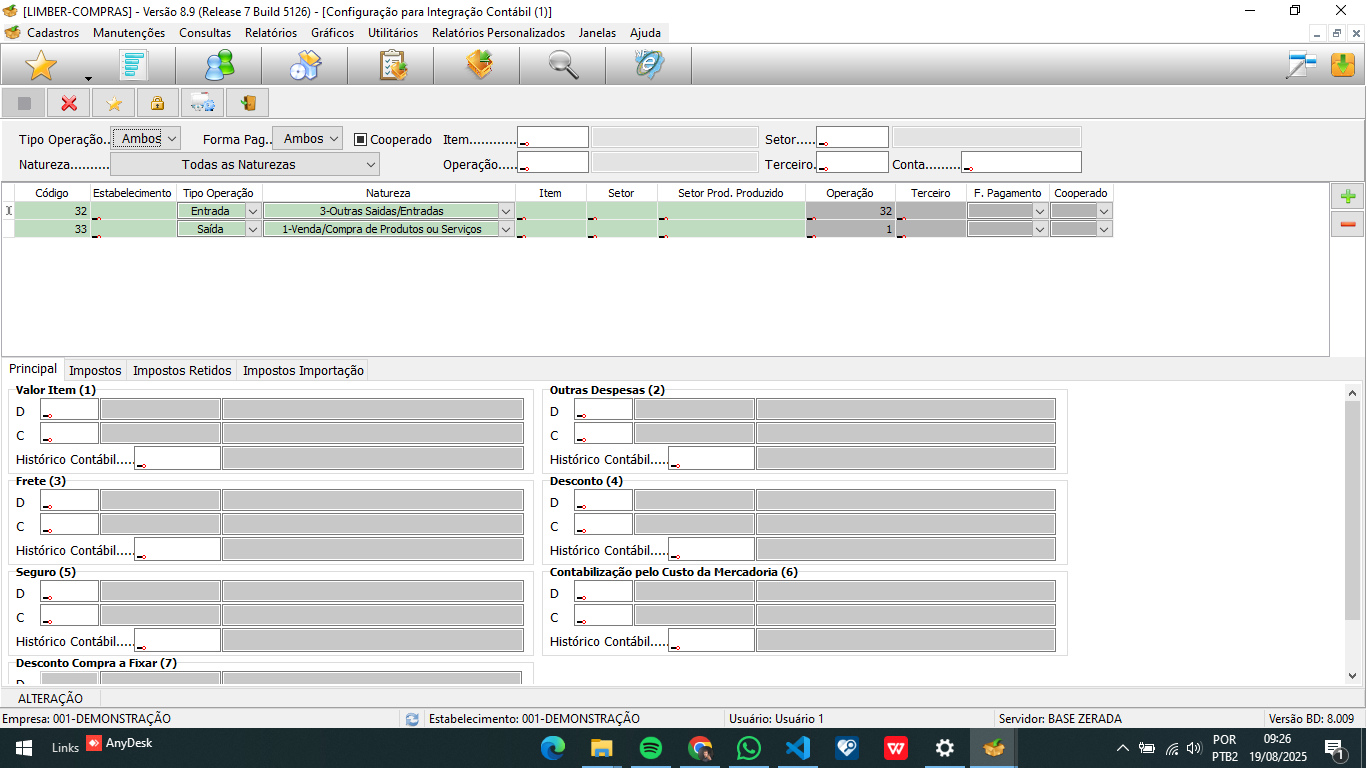 [LIMBER-COMPRAS] - Versão 8.9 (Release 7 Build 5126) - [Configuração para Integração Contábil (1)]
Cadastros Manutenções Consultas Relatórios Gráficos Utilitários Relatórios Personalizados Janelas Ajuda
Tipo Operação.. Ambos Forma Pag.. Ambos Cooperado Item............ Setor.....
Natureza.......... Todas as Naturezas Operação..... Terceiro. Conta.........
Código Estabelecimento Tipo Operação Natureza Item Setor Setor Prod. Produzido Operação Terceiro F. Pagamento Cooperado
32 Entrada 3-Outras Saidas/Entradas 32
33 Saída 1-Venda/Compra de Produtos ou Serviços 1
Principal Impostos Impostos Retidos Impostos Importação
Valor Item (1) Outras Despesas (2)
D D
C C
Histórico Contábil..... Histórico Contábil.....
Frete (3) Desconto (4)
D D
C C
Histórico Contábil..... Histórico Contábil.....
Seguro (5) Contabilização pelo Custo da Mercadoria (6)
D D
C C
Histórico Contábil..... Histórico Contábil.....
Desconto Compra a Fixar (7)
D
ALTERAÇÃO
Empresa: 001-DEMONSTRAÇÃO Estabelecimento: 001-DEMONSTRAÇÃO Usuário: Usuário 1 Servidor: BASE ZERADA Versão BD: 8.009
Links AnyDesk POR 09:26
PTB2 19/08/2025 1